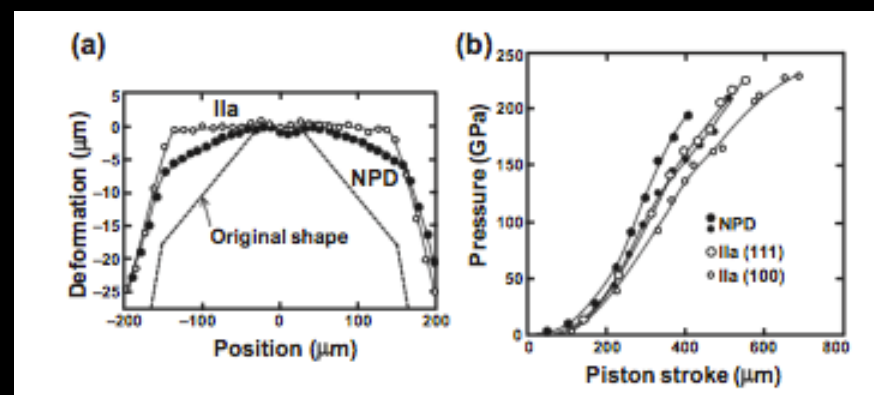 (a)
5
0
−5
−10
−15
−20
−25
Deformation (μm)
IIa
NPD
Original shape
−200
−100
0
100
200
Position (μm)
(b)
250
200
150
100
50
0
Pressure (GPa)
NPD
IIa (111)
IIa (100)
0
200
400
600
800
Piston stroke (μm)